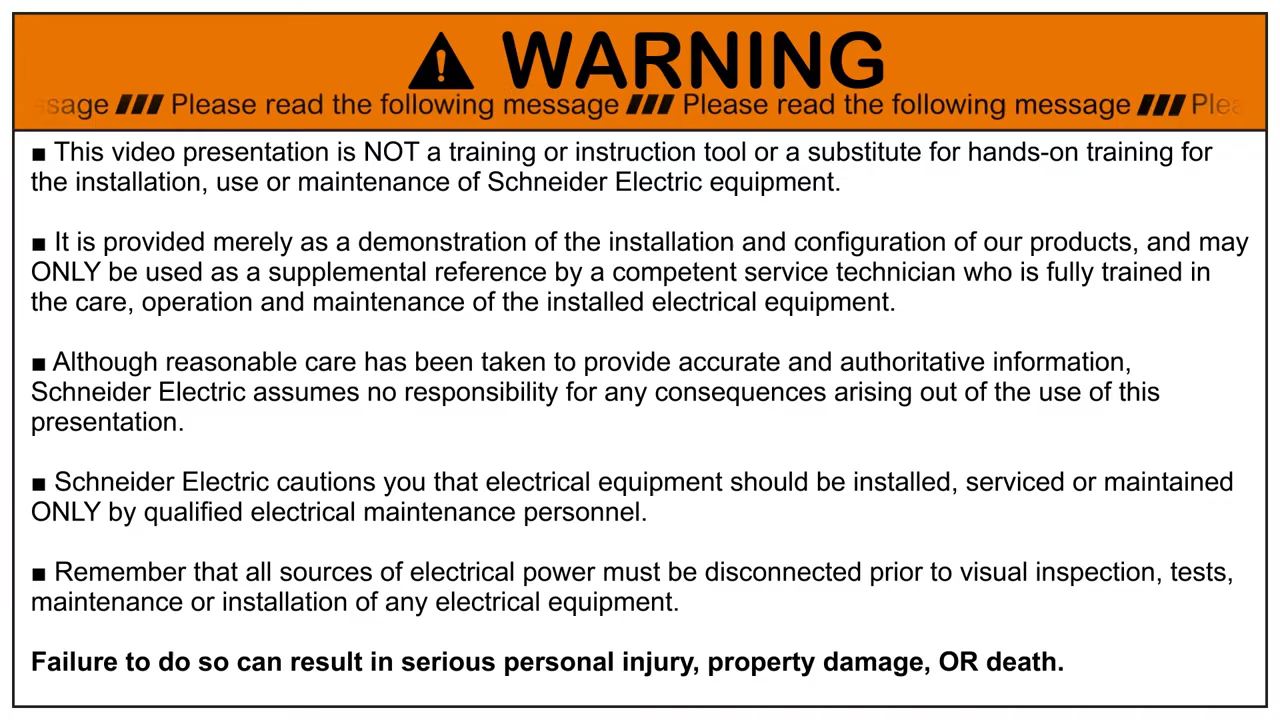 WARNING
ssage /// Please read the following message /// Please read the following message /// Plea
■ This video presentation is NOT a training or instruction tool or a substitute for hands-on training for
the installation, use or maintenance of Schneider Electric equipment.
■ It is provided merely as a demonstration of the installation and configuration of our products, and may
ONLY be used as a supplemental reference by a competent service technician who is fully trained in
the care, operation and maintenance of the installed electrical equipment.
■ Although reasonable care has been taken to provide accurate and authoritative information,
Schneider Electric assumes no responsibility for any consequences arising out of the use of this
presentation.
■ Schneider Electric cautions you that electrical equipment should be installed, serviced or maintained
ONLY by qualified electrical maintenance personnel.
■ Remember that all sources of electrical power must be disconnected prior to visual inspection, tests,
maintenance or installation of any electrical equipment.
Failure to do so can result in serious personal injury, property damage, OR death.